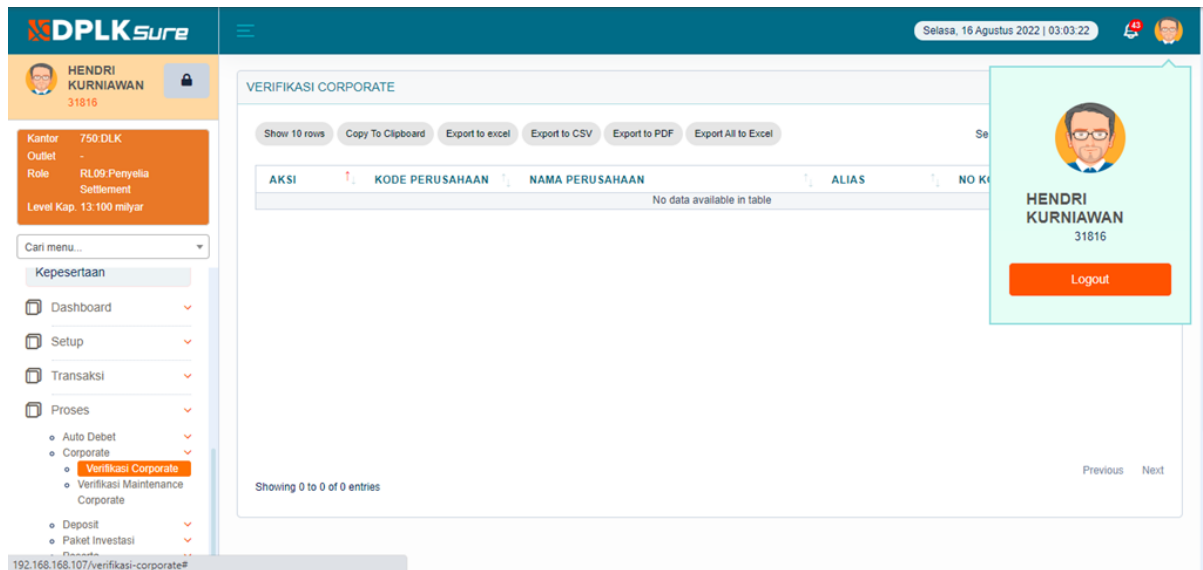 DPLKSure
Selasa, 16 Agustus 2022 | 03:03:22
43
HENDRI
KURNIAWAN
31816
Kantor 750:DLK
Outlet -
Role RL09:Penyelia
Settlement
Level Kap. 13:100 milyar
Cari menu...
Kepesertaan
Dashboard
Setup
Transaksi
Proses
Auto Debet
Corporate
Verifikasi Corporate
Verifikasi Maintenance
Corporate
Deposit
Paket Investasi
192.168.168.107/verifikasi-corporate#
VERIFIKASI CORPORATE
Show 10 rows Copy To Clipboard Export to excel Export to CSV Export to PDF Export All to Excel Se
AKSI KODE PERUSAHAAN NAMA PERUSAHAAN ALIAS NO K
No data available in table
Showing 0 to 0 of 0 entries
Previous Next
HENDRI
KURNIAWAN
31816
Logout